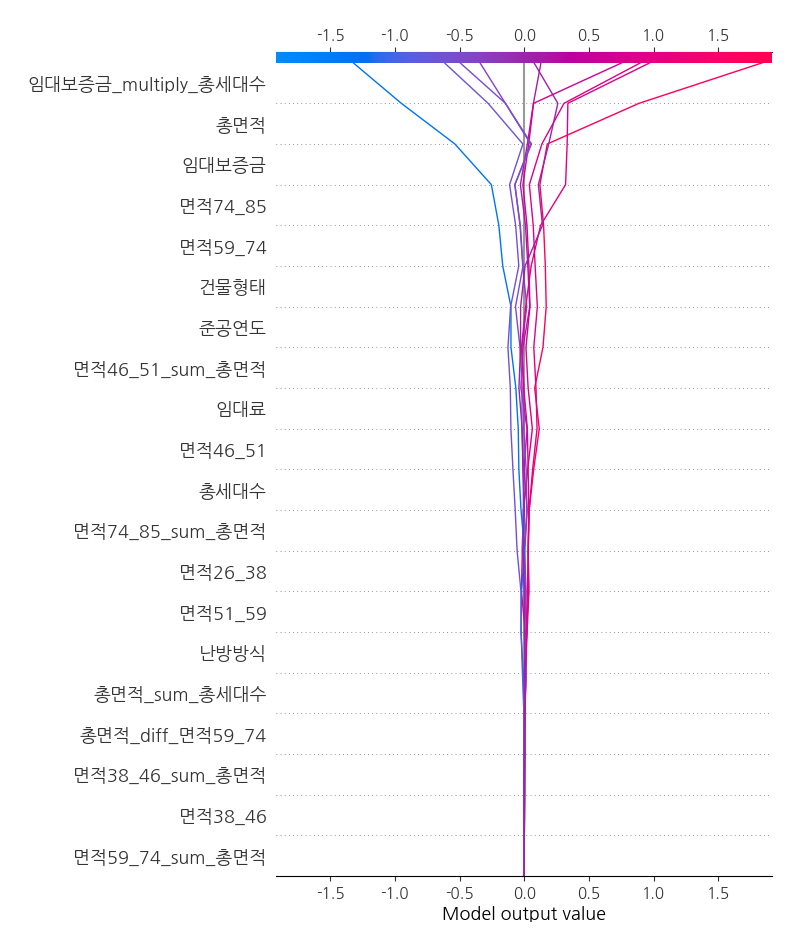 -1.5 -1.0 -0.5 0.0 0.5 1.0 1.5
임대보증금_multiply_총세대수
총면적
임대보증금
면적74_85
면적59_74
건물형태
준공연도
면적46_51_sum_총면적
임대료
면적46_51
총세대수
면적74_85_sum_총면적
면적26_38
면적51_59
난방방식
총면적_sum_총세대수
총면적_diff_면적59_74
면적38_46_sum_총면적
면적38_46
면적59_74_sum_총면적
-1.5 -1.0 -0.5 0.0 0.5 1.0 1.5
Model output value